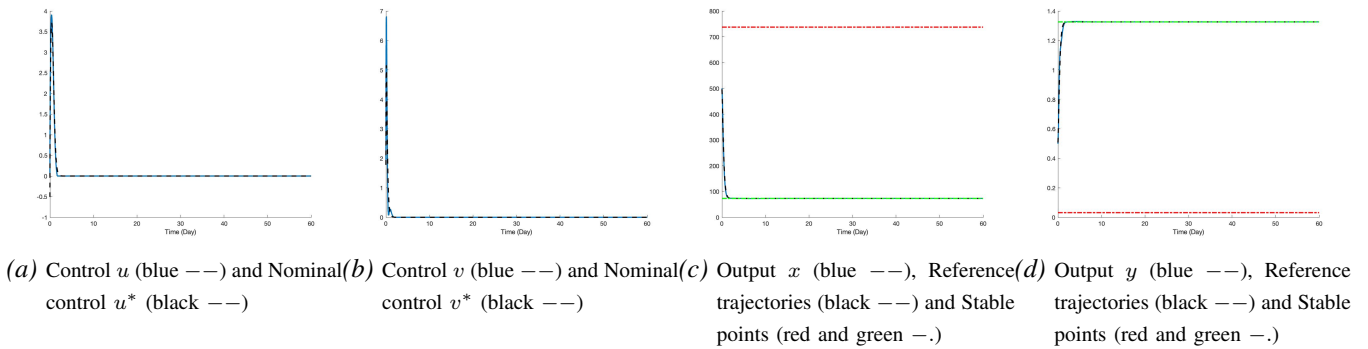 4
3.5
3
2.5
2
1.5
1
0.5
0
-0.5
-1
0 10 20 30 40 50 60
Time (Day)
7
6
5
4
3
2
1
0
0 10 20 30 40 50 60
Time (Day)
800
700
600
500
400
300
200
100
0
0 10 20 30 40 50 60
Time (Day)
1.4
1.2
1
0.8
0.6
0.4
0.2
0
0 10 20 30 40 50 60
Time (Day)
(a) Control u (blue −−) and Nominal
control u* (black −−)
(b) Control v (blue −−) and Nominal
control v* (black −−)
(c) Output x (blue −−), Reference
trajectories (black −−) and Stable
points (red and green −.)
(d) Output y (blue −−), Reference
trajectories (black −−) and Stable
points (red and green −.)